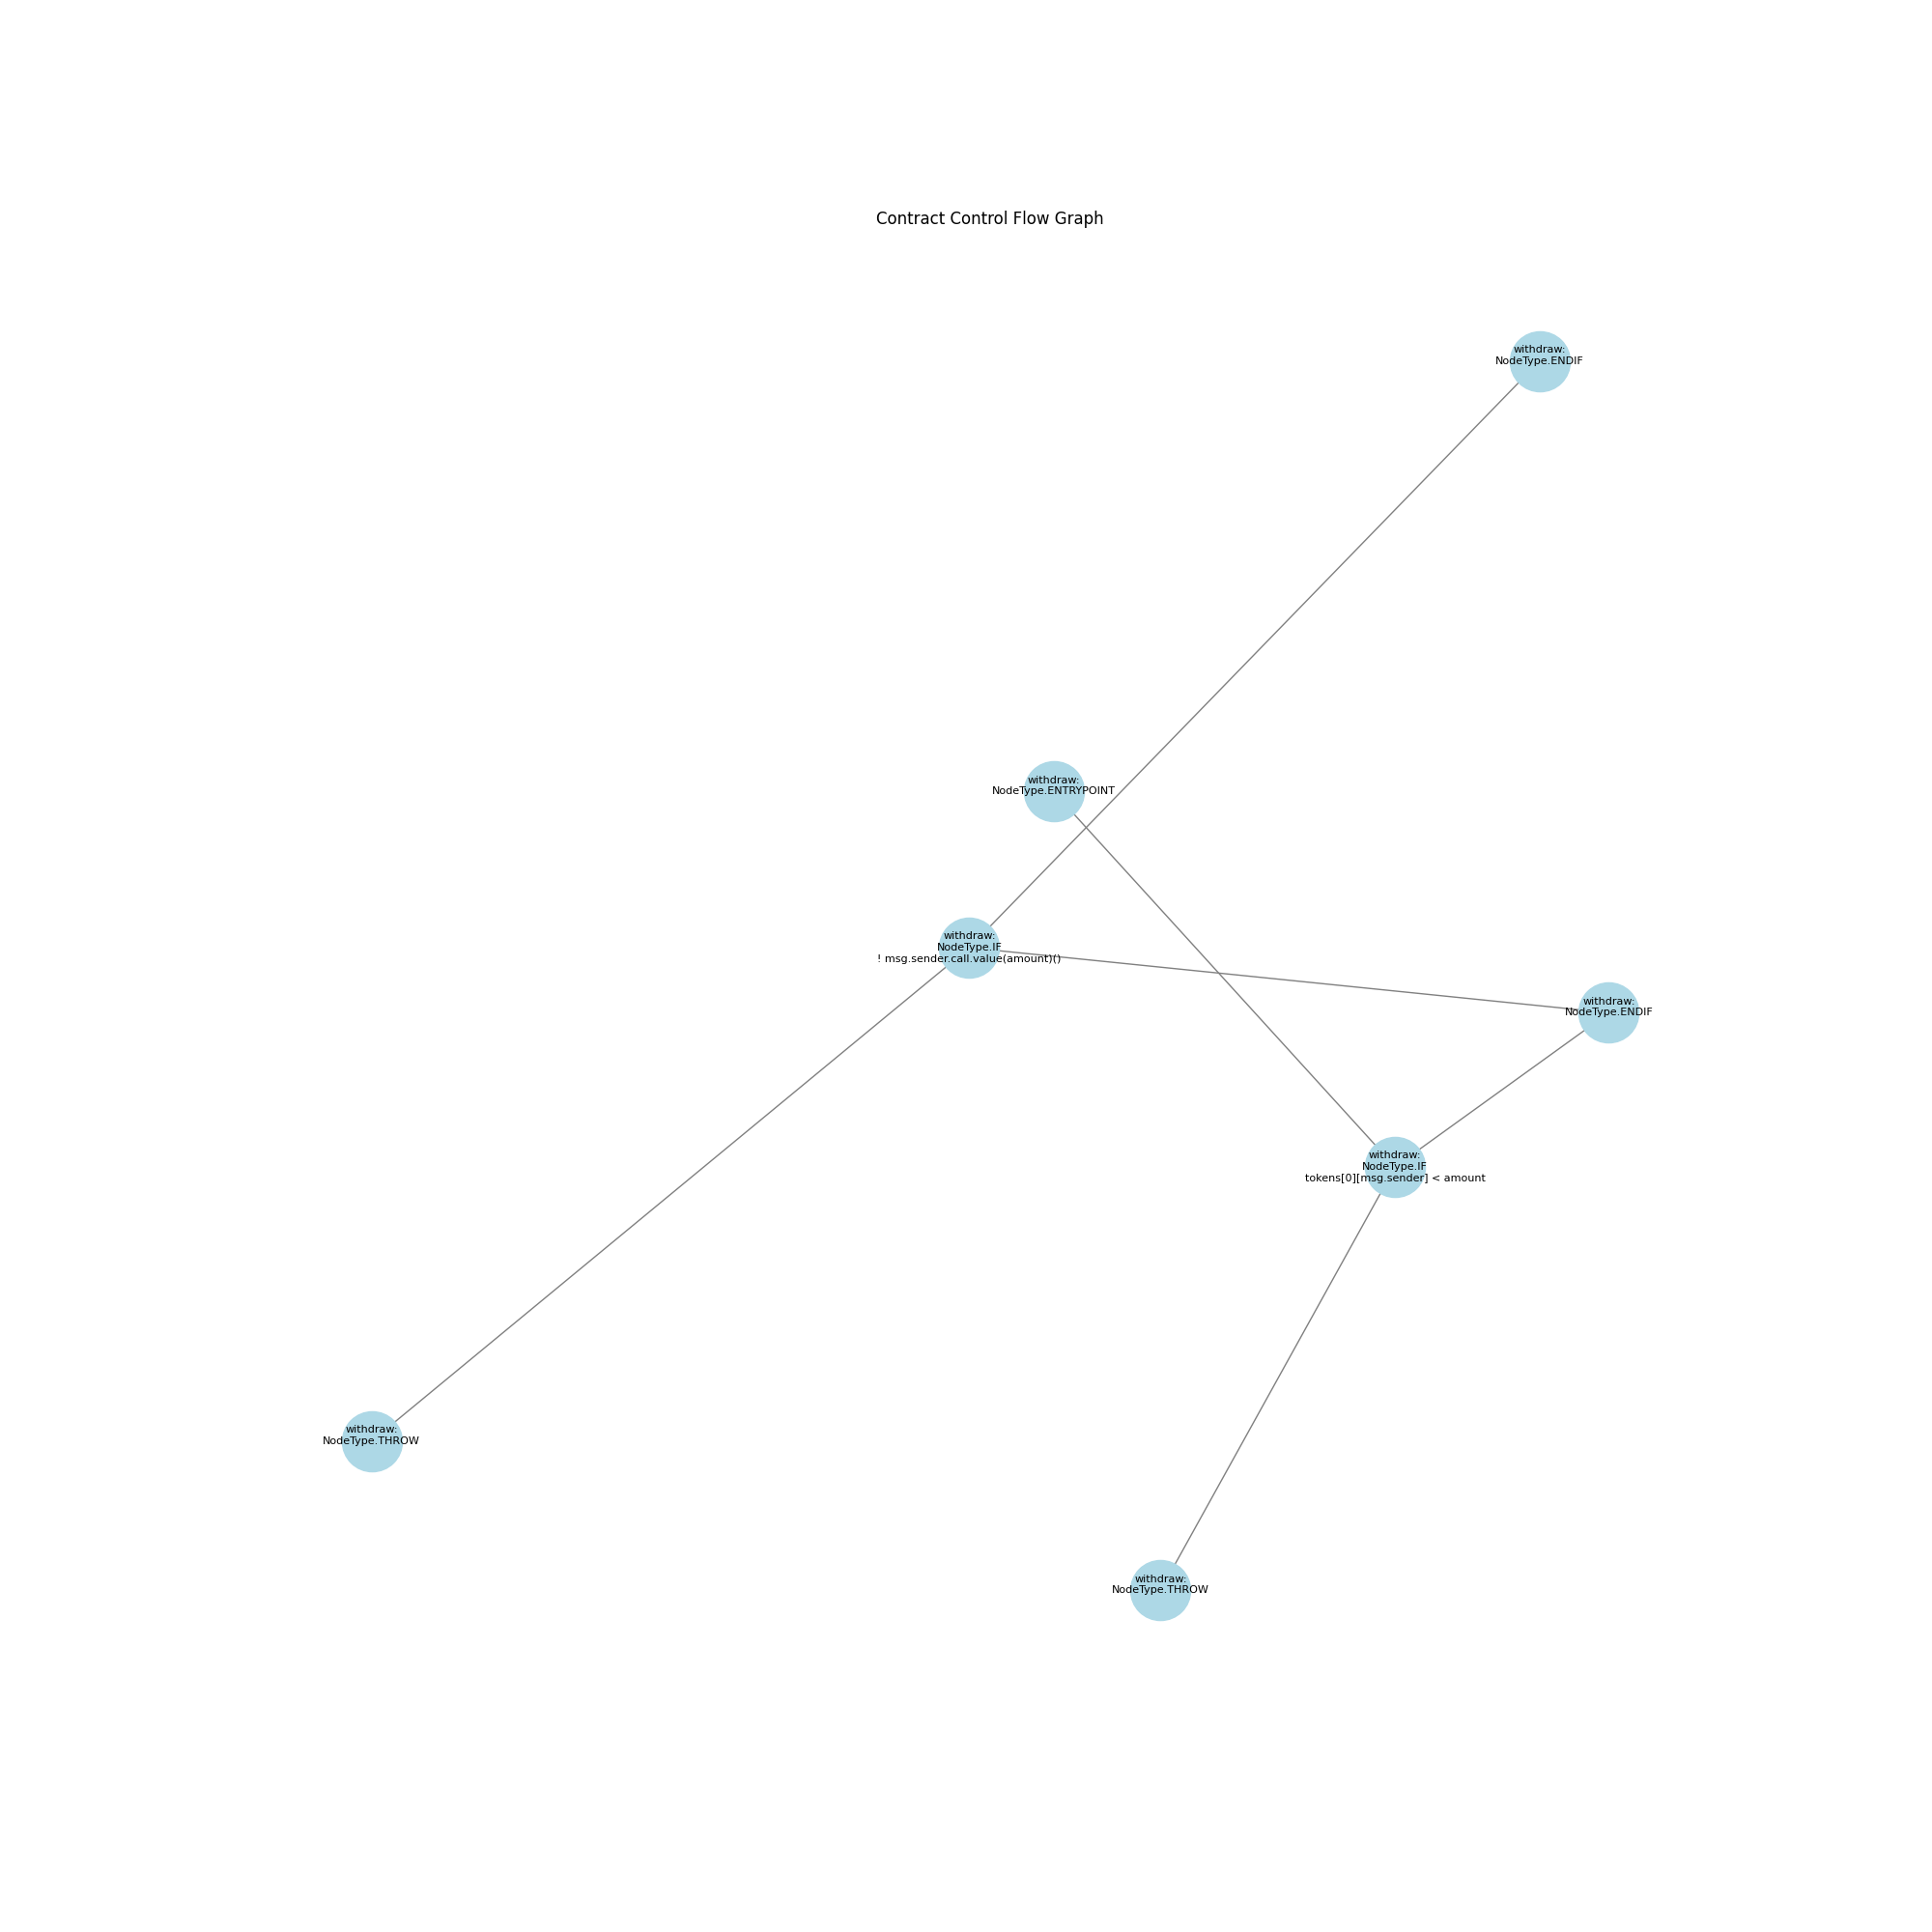 Contract Control Flow Graph
withdraw:
NodeType.ENDIF
withdraw:
NodeType.ENTRYPOINT
withdraw:
NodeType.IF
! msg.sender.call.value(amount)()
withdraw:
NodeType.ENDIF
withdraw:
NodeType.IF
tokens[0][msg.sender] < amount
withdraw:
NodeType.THROW
withdraw:
NodeType.THROW